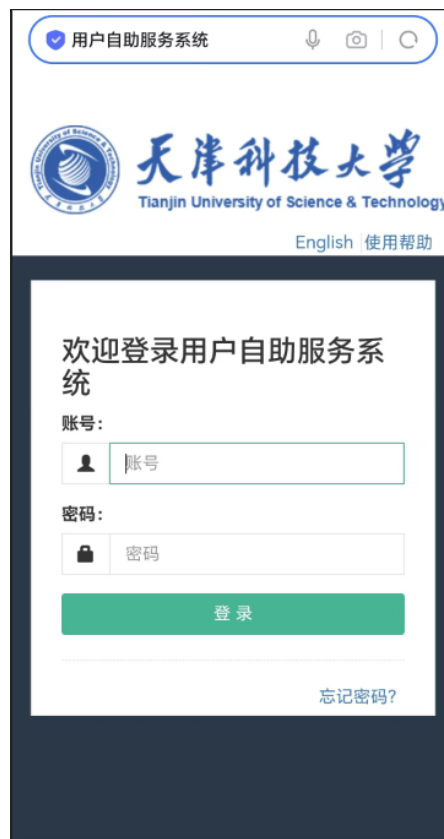 用户自助服务系统
天津科技大学
Tianjin University of Science & Technology
English 使用帮助
欢迎登录用户自助服务系
统
账号:
账号
密码:
密码
登 录
忘记密码?